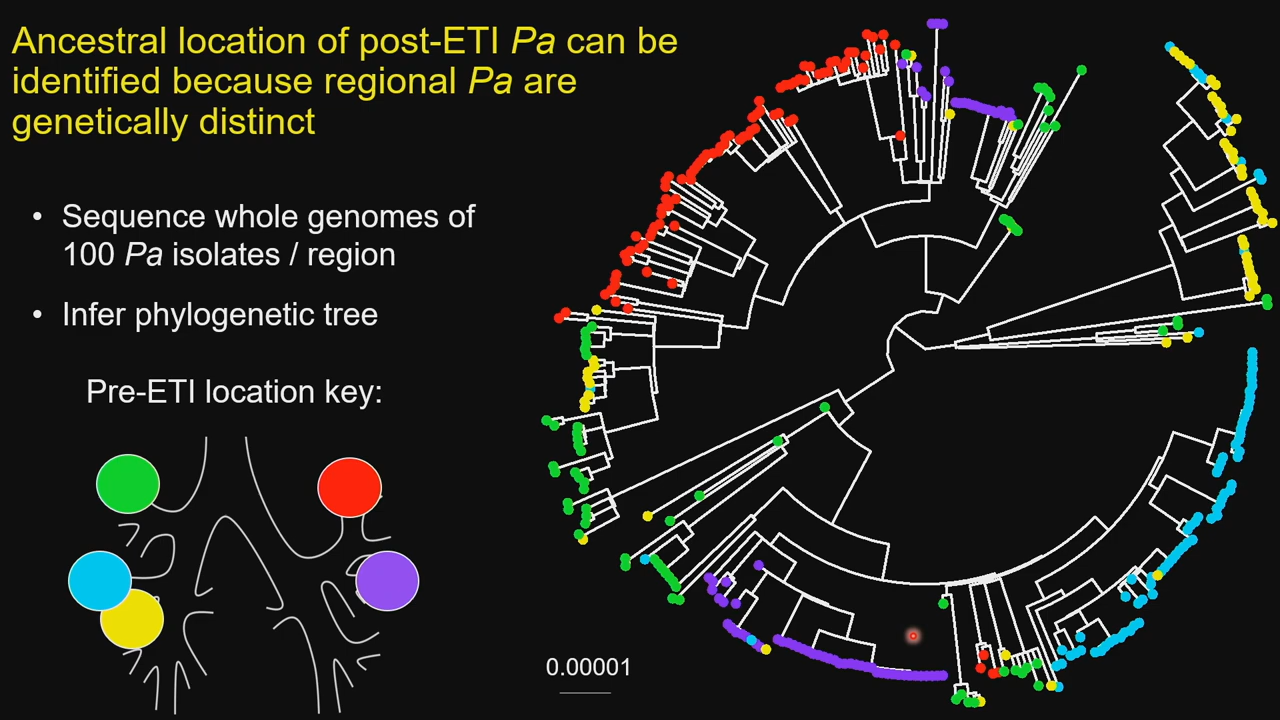 Ancestral location of post-ETI Pa can be
identified because regional Pa are
genetically distinct
• Sequence whole genomes of
100 Pa isolates / region
• Infer phylogenetic tree
Pre-ETI location key:
0.00001